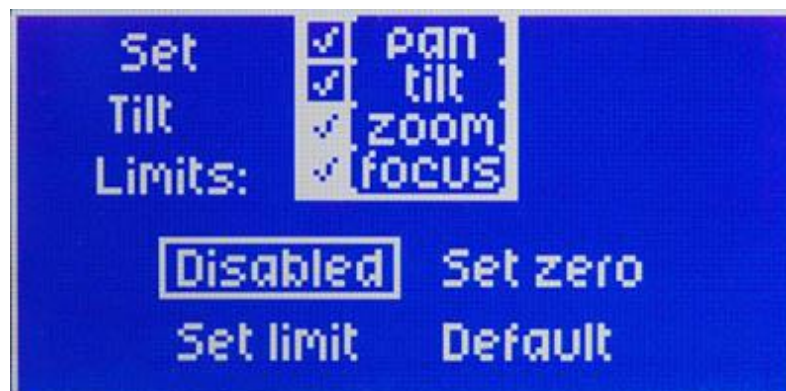 Set
Tilt
Limits:
pan
tilt
zoom
focus
Disabled Set zero
Set limit Default